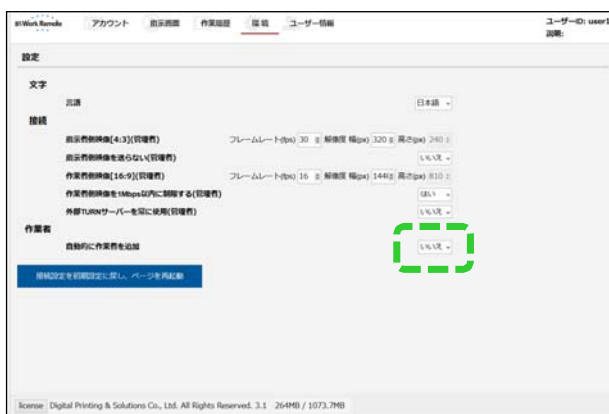 Work Remote アカウント 指示画面 作業履歴 環境 ユーザー情報 ユーザーID: user1
説明:
設定
文字
言語 日本語
接続
指示者側映像[4:3](管理者) フレームレート(fps) 30 解像度 幅(px) 320 高さ(px) 240
指示者側映像を送らない(管理者) いいえ
作業者側映像[16:9](管理者) フレームレート(fps) 16 解像度 幅(px) 1440 高さ(px) 810
作業者側映像を1Mbps以内に制限する(管理者) はい
外部TURNサーバーを常に使用(管理者) いいえ
作業者
自動的に作業者を追加 いいえ
接続設定を初期設定に戻し、ページを再起動
license Digital Printing & Solutions Co., Ltd. All Rights Reserved. 3.1 264MB / 1073.7MB